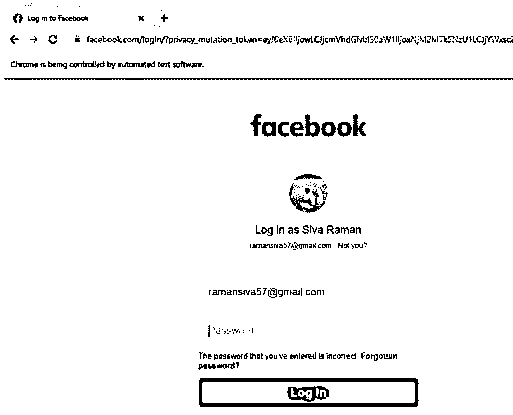 Log in to Facebook
facebook.com/login/?privacy_mutation_token=
Chrome is being controlled by automated test software.
facebook
Log in as Siva Raman
ramansiva57@gmail.com · Not you?
ramansiva57@gmail.com
Password
The password that you've entered is incorrect. Forgotten
password?
Log In